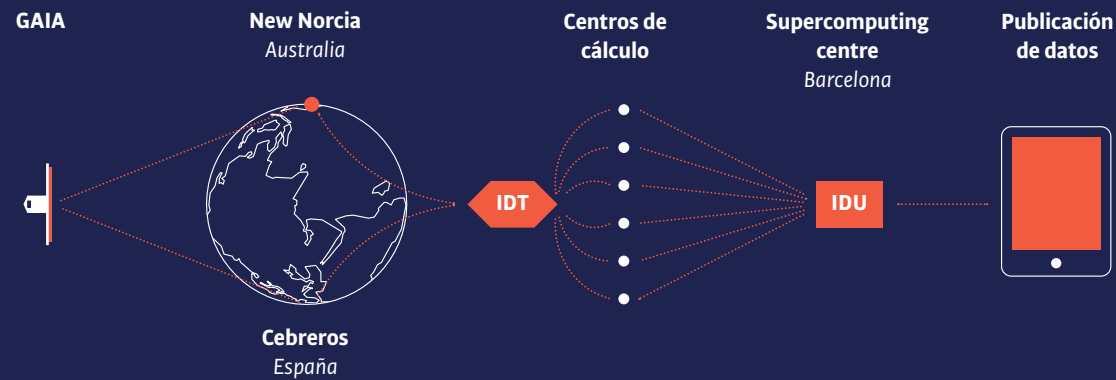 GAIA
New Norcia
Australia
Centros de
cálculo
Supercomputing
centre
Barcelona
Publicación
de datos
IDT
IDU
Cebreros
España